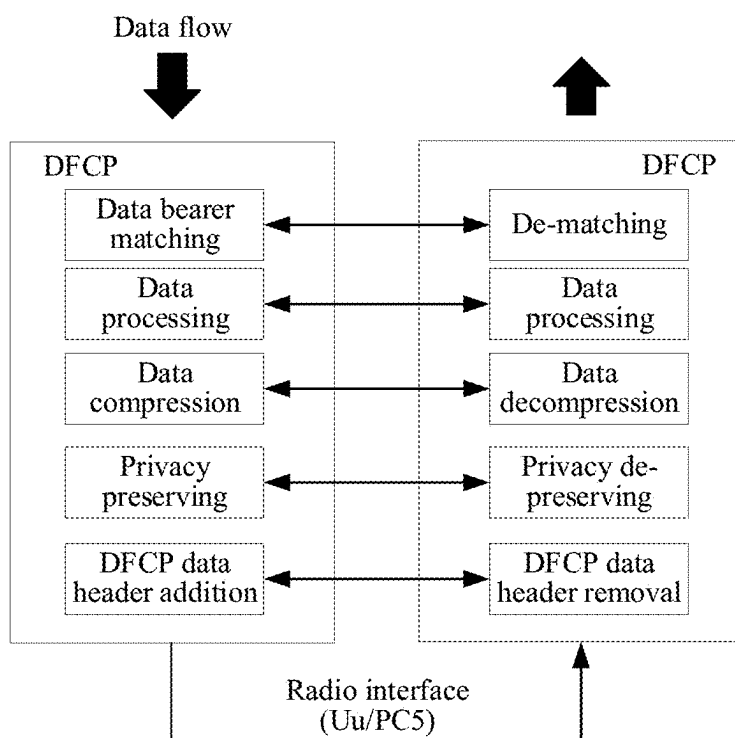 Data flow
DFCP
DFCP
Data bearer
matching
De-matching
Data
processing
Data
processing
Data
compression
Data
decompression
Privacy
preserving
Privacy de-
preserving
DFCP data
header addition
DFCP data
header removal
Radio interface
(Uu/PC5)